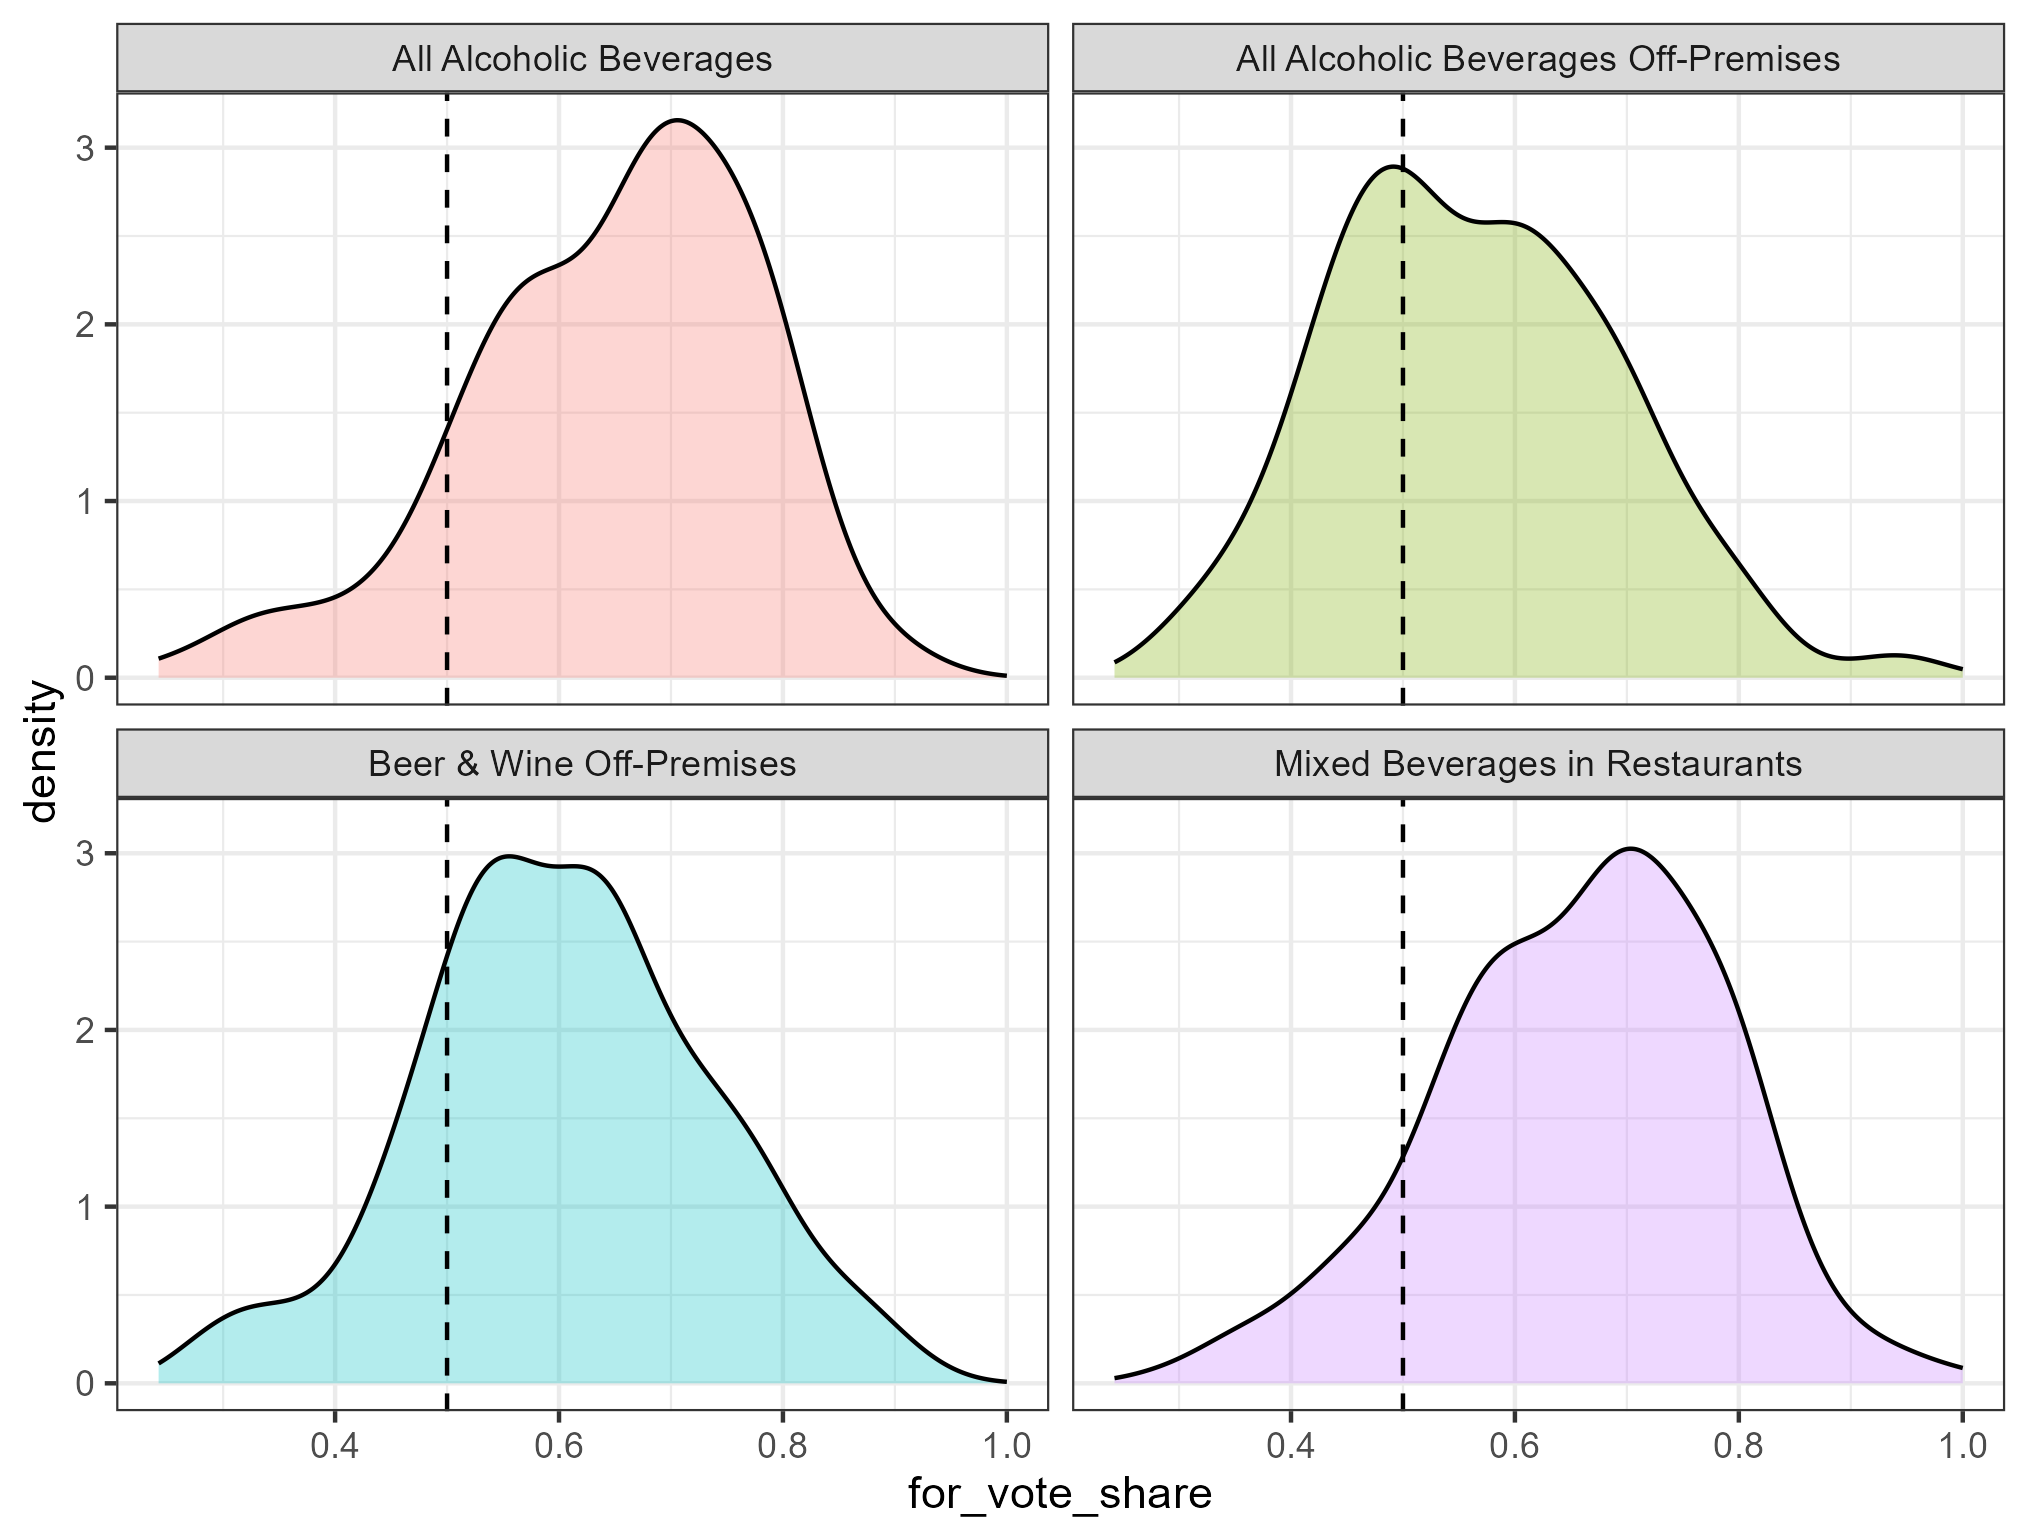 All Alcoholic Beverages
All Alcoholic Beverages Off-Premises
3
2
1
0
Beer & Wine Off-Premises
Mixed Beverages in Restaurants
3
2
1
0
0.4 0.6 0.8 1.0
0.4 0.6 0.8 1.0
for_vote_share
density